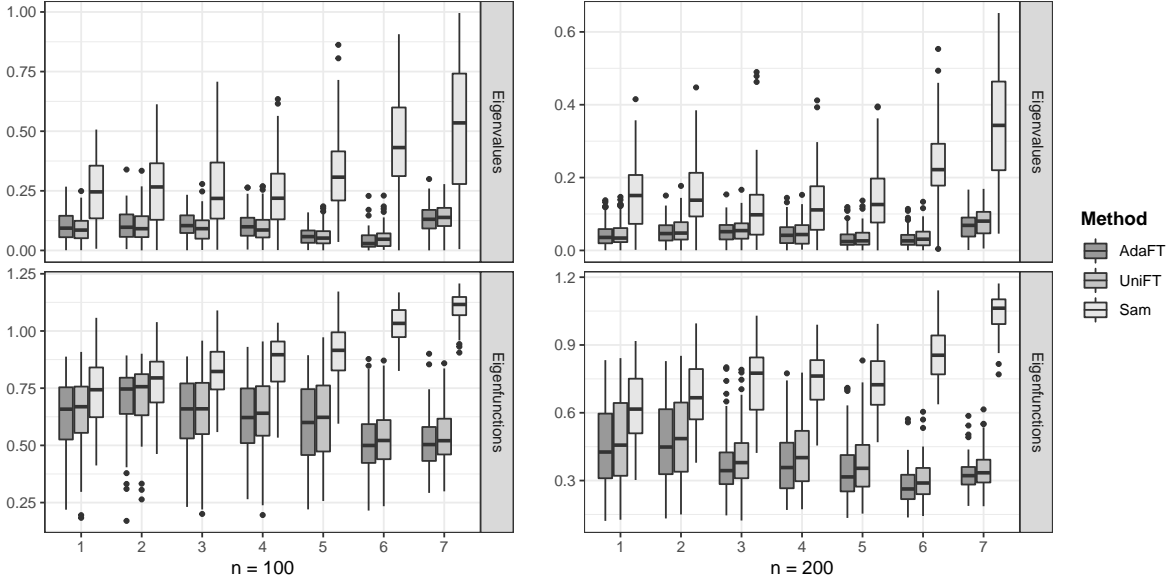 1.00
0.75
0.50
0.25
0.00
Eigenvalues
1.25
1.00
0.75
0.50
0.25
Eigenfunctions
1 2 3 4 5 6 7
n = 100
0.6
0.4
0.2
0.0
Eigenvalues
1.2
0.9
0.6
0.3
Eigenfunctions
1 2 3 4 5 6 7
n = 200
Method
AdaFT
UniFT
Sam